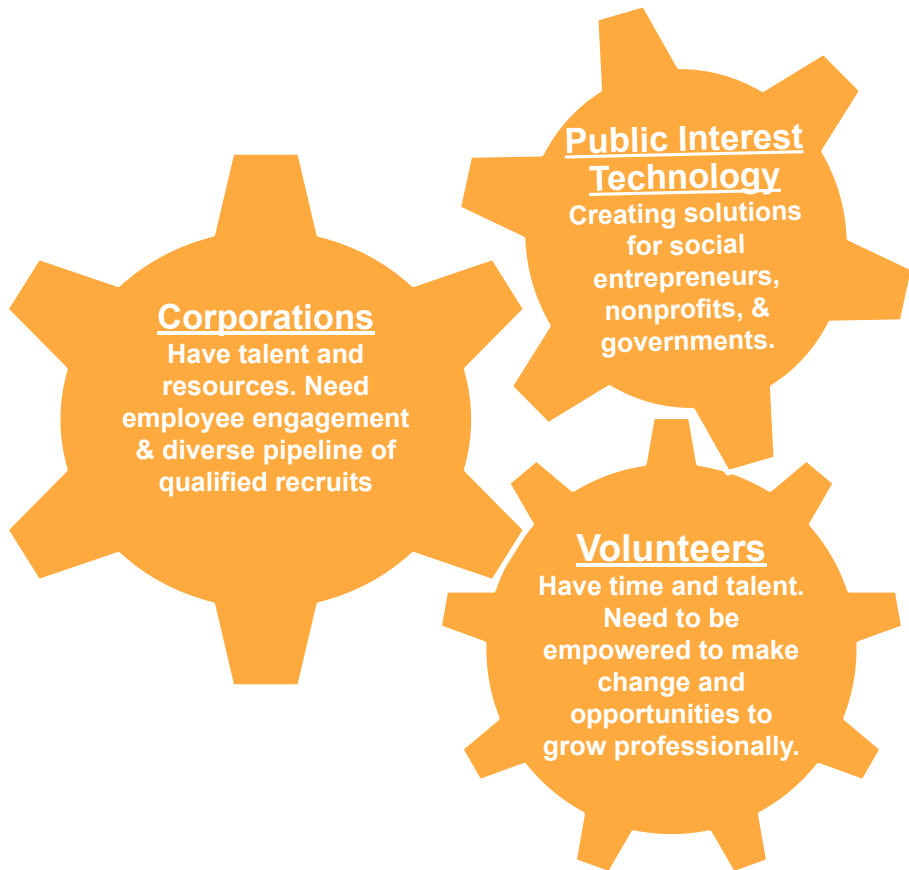 Public Interest
Technology
Creating solutions
for social
entrepreneurs,
nonprofits, &
governments.
Corporations
Have talent and
resources. Need
employee engagement
& diverse pipeline of
qualified recruits
Volunteers
Have time and talent.
Need to be
empowered to make
change and
opportunities to
grow professionally.